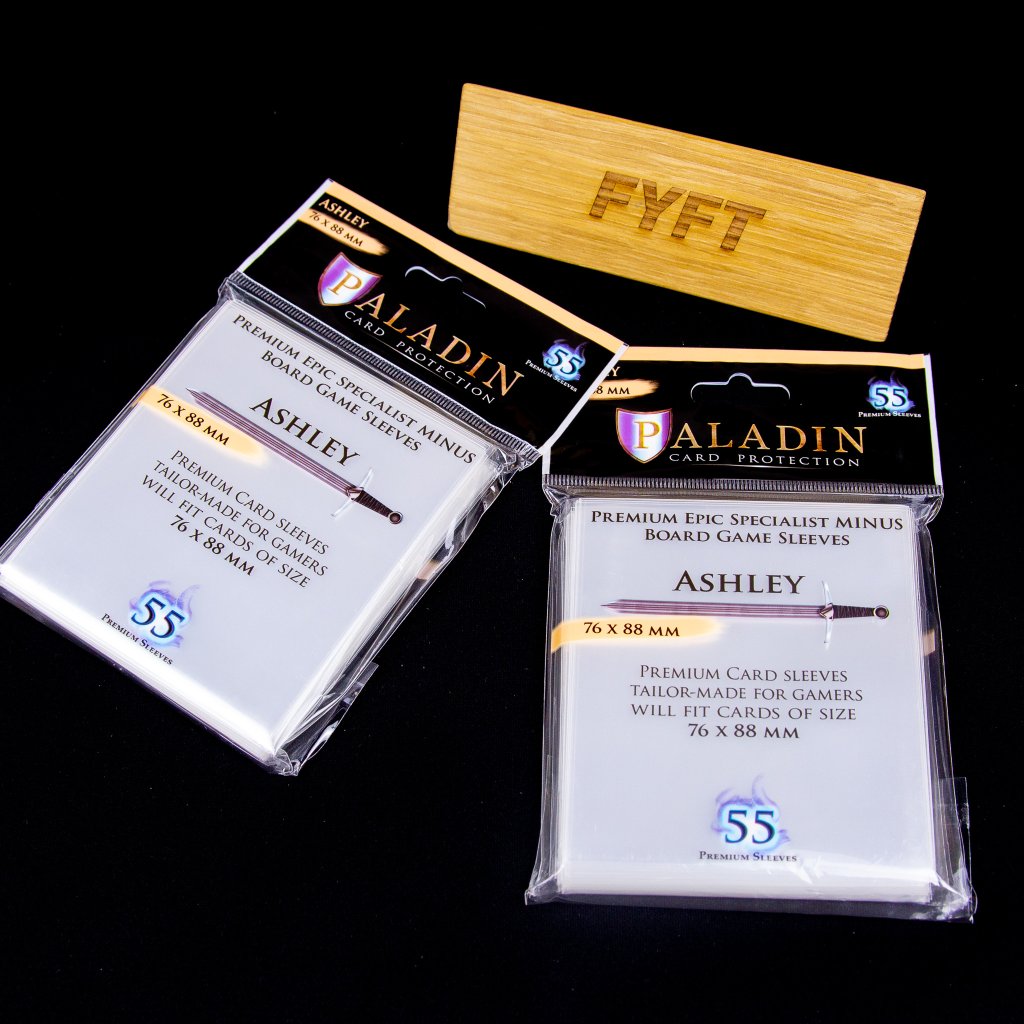 FYFT
ASHLEY
76 X 88 MM
PALADIN
CARD PROTECTION
55
PREMIUM SLEEVES
PREMIUM EPIC SPECIALIST MINUS
BOARD GAME SLEEVES
ASHLEY
76 X 88 MM
PREMIUM CARD SLEEVES
TAILOR-MADE FOR GAMERS
WILL FIT CARDS OF SIZE
76 X 88 MM
55
PREMIUM SLEEVES
Y
8 MM
PALADIN
CARD PROTECTION
55
PREMIUM SLEEVES
PREMIUM EPIC SPECIALIST MINUS
BOARD GAME SLEEVES
ASHLEY
76 X 88 MM
PREMIUM CARD SLEEVES
TAILOR-MADE FOR GAMERS
WILL FIT CARDS OF SIZE
76 X 88 MM
55
PREMIUM SLEEVES